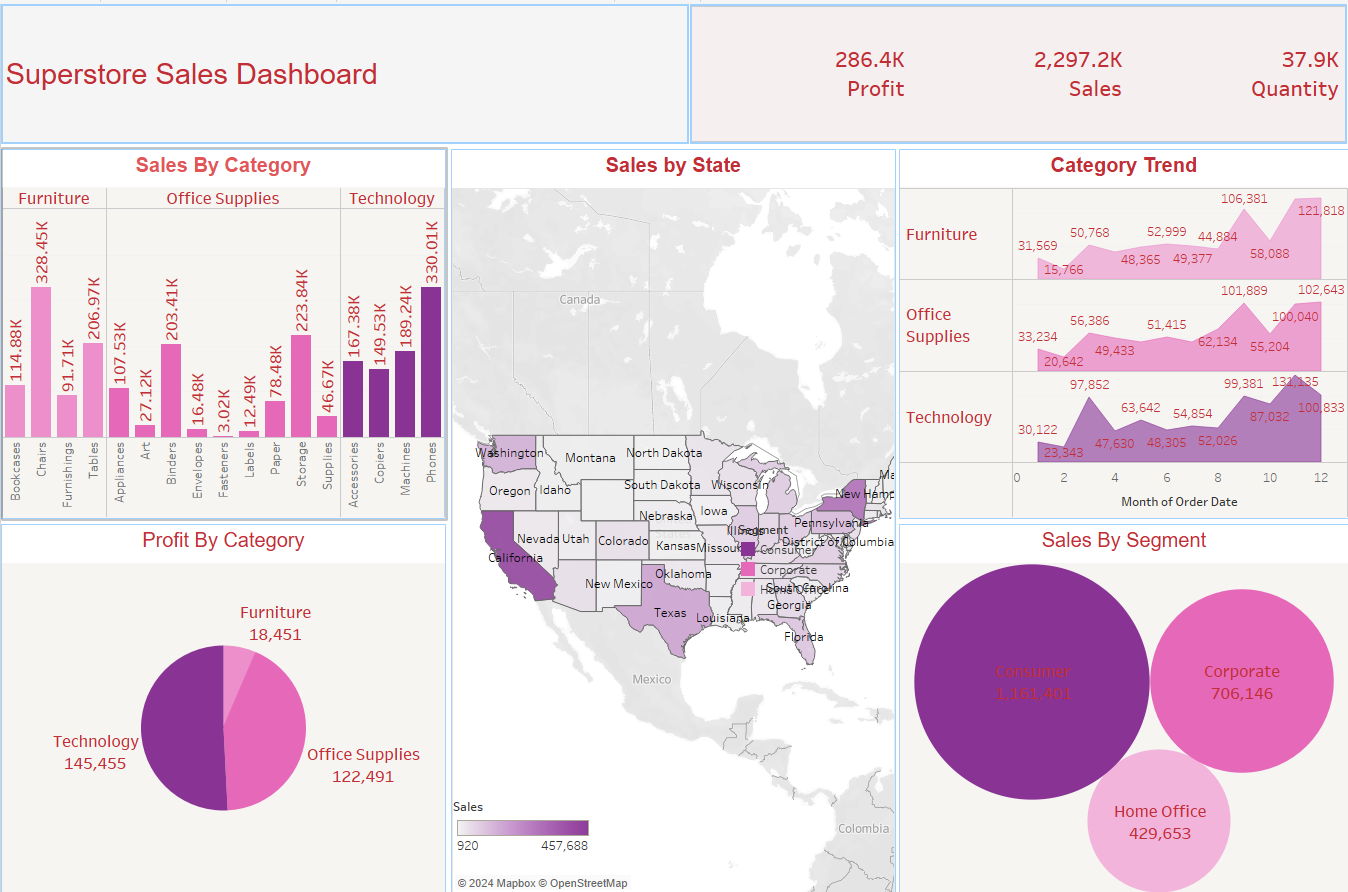 Superstore Sales Dashboard
286.4K
Profit
2,297.2K
Sales
37.9K
Quantity
Sales By Category
Furniture
Office Supplies
Technology
114.88K
328.45K
91.71K
206.97K
107.53K
27.12K
203.41K
16.48K
3.02K
12.49K
78.48K
223.84K
46.67K
167.38K
149.53K
189.24K
330.01K
Bookcases
Chairs
Furnishings
Tables
Appliances
Art
Binders
Envelopes
Fasteners
Labels
Paper
Storage
Supplies
Accessories
Copiers
Machines
Phones
Sales by State
Canada
Washington
Montana
North Dakota
Oregon
Idaho
South Dakota
Wisconsin
Ma
New Hamp
Nebraska
Iowa
Pennsylvania
Nevada
Utah
Colorado
Kansas
Missouri
Illinois
Segment
District of Columbia
Consumer
California
Corporate
Oklahoma
New Mexico
Home Office
South Carolina
Georgia
Texas
Louisiana
Florida
Mexico
Colombia
Sales
920
457,688
© 2024 Mapbox © OpenStreetMap
Category Trend
Furniture
31,569
15,766
50,768
48,365
52,999
49,377
44,884
106,381
58,088
121,818
Office
Supplies
33,234
20,642
56,386
49,433
51,415
62,134
101,889
55,204
100,040
102,643
Technology
30,122
23,343
97,852
47,630
63,642
48,305
54,854
52,026
99,381
87,032
131,135
100,833
0
2
4
6
8
10
12
Month of Order Date
Profit By Category
Furniture
18,451
Technology
145,455
Office Supplies
122,491
Sales By Segment
Consumer
1,161,401
Corporate
706,146
Home Office
429,653